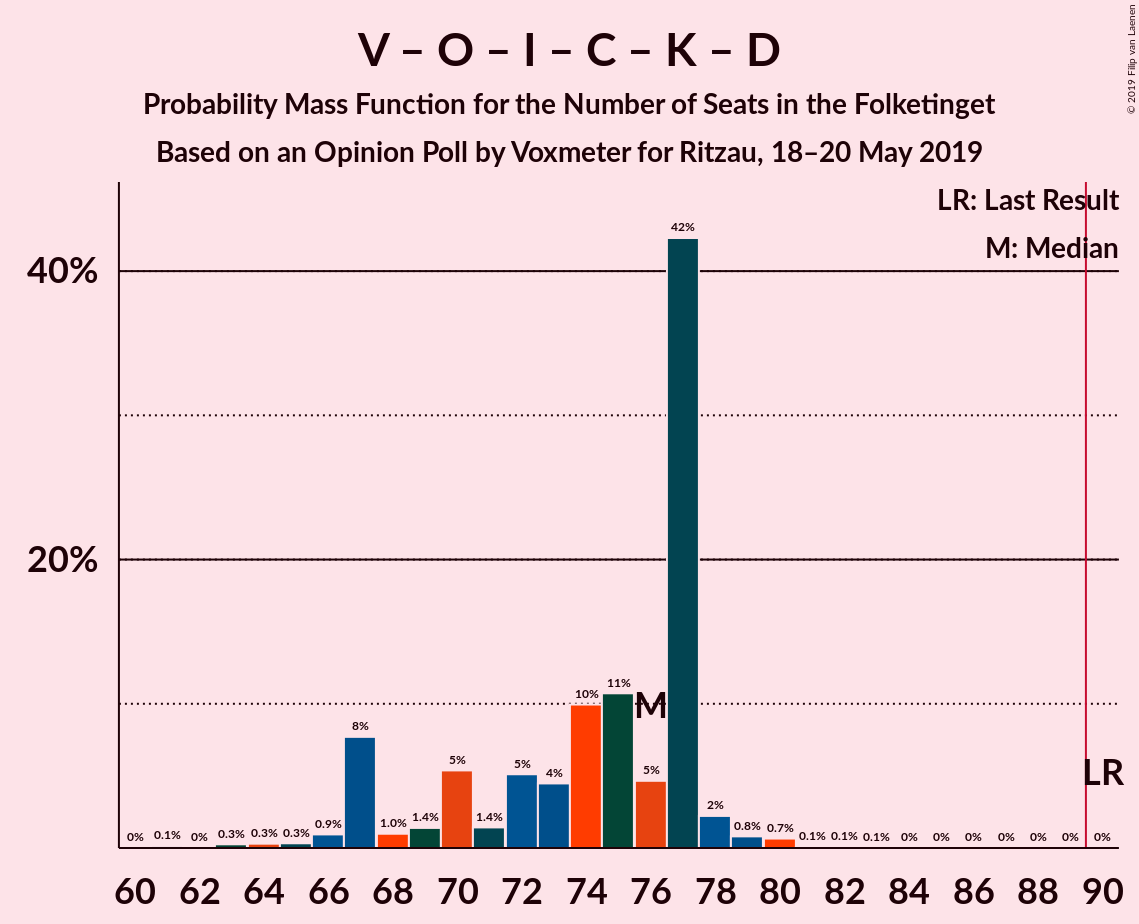 V – O – I – C – K – D
Probability Mass Function for the Number of Seats in the Folketinget
Based on an Opinion Poll by Voxmeter for Ritzau, 18–20 May 2019
© 2019 Filip van Laenen
LR: Last Result
M: Median
40%
20%
0% 0.1% 0% 0.3% 0.3% 0.3% 0.9% 8% 1.0% 1.4% 5% 1.4% 5% 4% 10% 11% 5% 42% 2% 0.8% 0.7% 0.1% 0.1% 0.1% 0% 0% 0% 0% 0% 0% 0%
M
LR
60 62 64 66 68 70 72 74 76 78 80 82 84 86 88 90